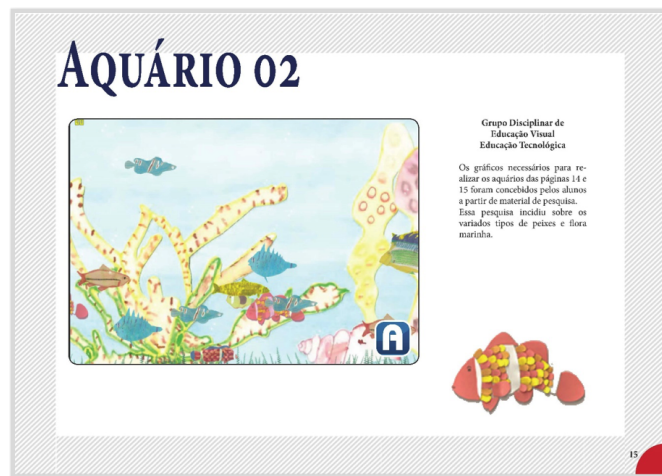 AQUÁRIO 02
Grupo Disciplinar de
Educação Visual
Educação Tecnológica
Os gráficos necessários para re-
alizar os aquários das páginas 14 e
15 foram concebidos pelos alunos
a partir de material de pesquisa.
Essa pesquisa incidiu sobre os
variados tipos de peixes e flora
marinha.
A
15